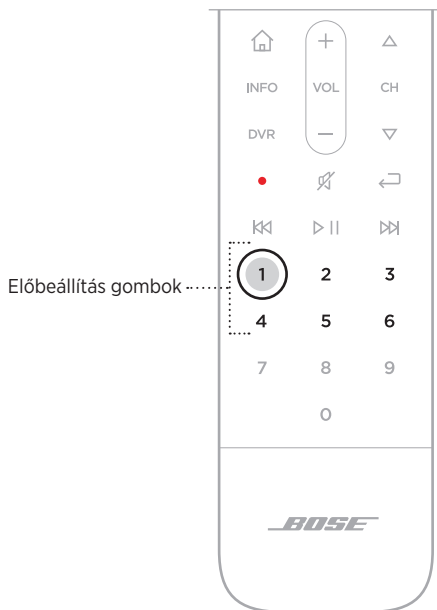 INFO VOL CH
DVR
Előbeállítás gombok
1 2 3
4 5 6
7 8 9
0
BOSE